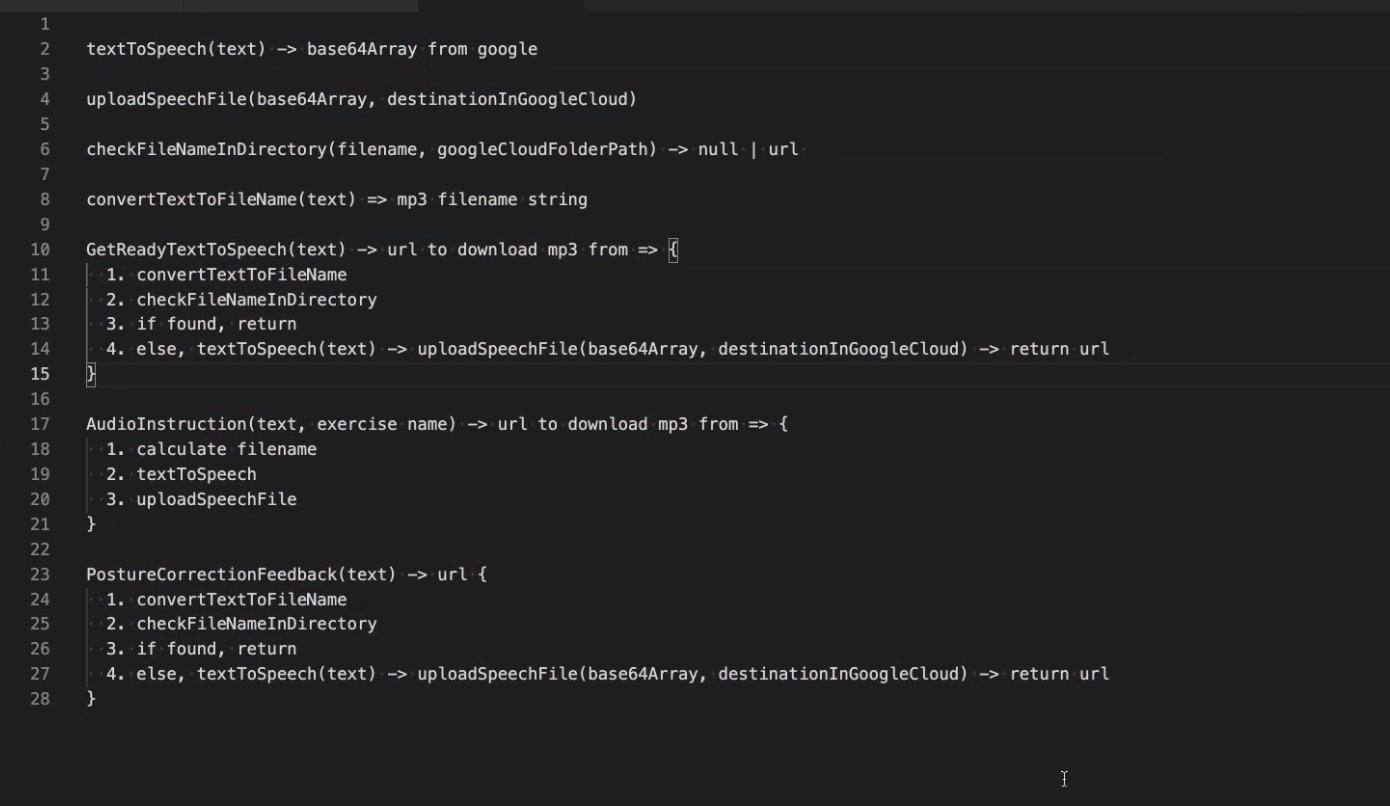 1
2 textToSpeech(text) -> base64Array from google
3
4 uploadSpeechFile(base64Array, destinationInGoogleCloud)
5
6 checkFileNameInDirectory(filename, googleCloudFolderPath) -> null | url
7
8 convertTextToFileName(text) => mp3 filename string
9
10 GetReadyTextToSpeech(text) -> url to download mp3 from => {
11 1. convertTextToFileName
12 2. checkFileNameInDirectory
13 3. if found, return
14 4. else, textToSpeech(text) -> uploadSpeechFile(base64Array, destinationInGoogleCloud) -> return url
15 }
16
17 AudioInstruction(text, exercise name) -> url to download mp3 from => {
18 1. calculate filename
19 2. textToSpeech
20 3. uploadSpeechFile
21 }
22
23 PostureCorrectionFeedback(text) -> url {
24 1. convertTextToFileName
25 2. checkFileNameInDirectory
26 3. if found, return
27 4. else, textToSpeech(text) -> uploadSpeechFile(base64Array, destinationInGoogleCloud) -> return url
28 }